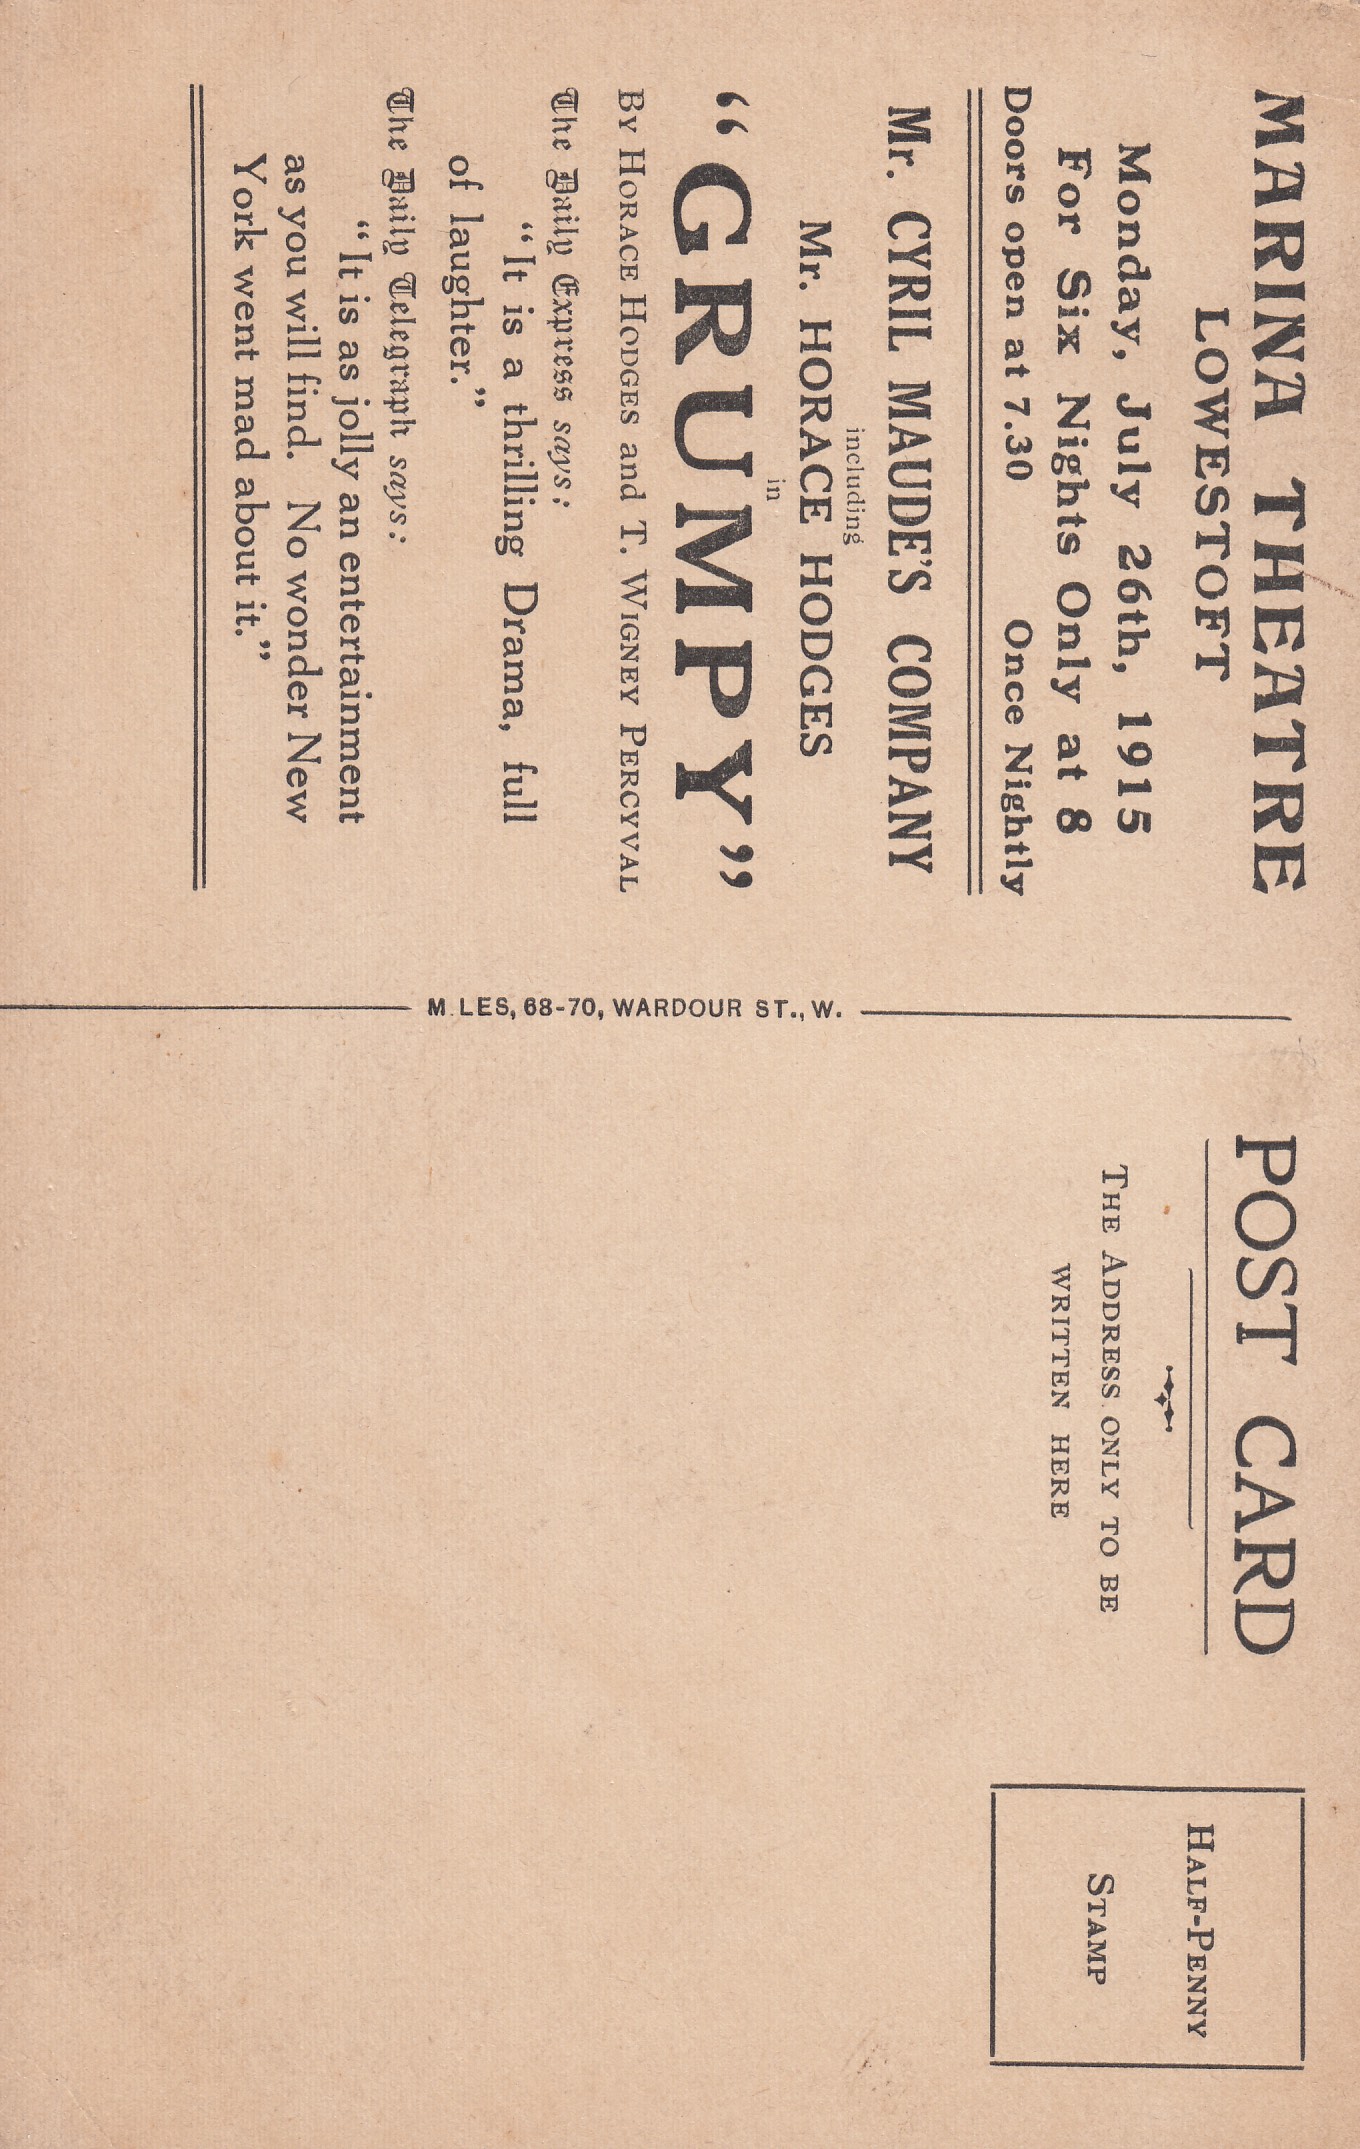 MARINA THEATRE
LOWESTOFT
Monday, July 26th, 1915
For Six Nights Only at 8
Doors open at 7.30 Once Nightly
Mr. CYRIL MAUDE'S COMPANY
including
Mr. HORACE HODGES
in
“GRUMPY”
By Horace Hodges and T. Wigney Percyval
The Daily Express says:
“It is a thrilling Drama, full
of laughter.”
The Daily Telegraph says:
“It is as jolly an entertainment
as you will find. No wonder New
York went mad about it.”
M LES, 68-70, WARDOUR ST., W.
POST CARD
The Address only to be
written here
Half-Penny
Stamp